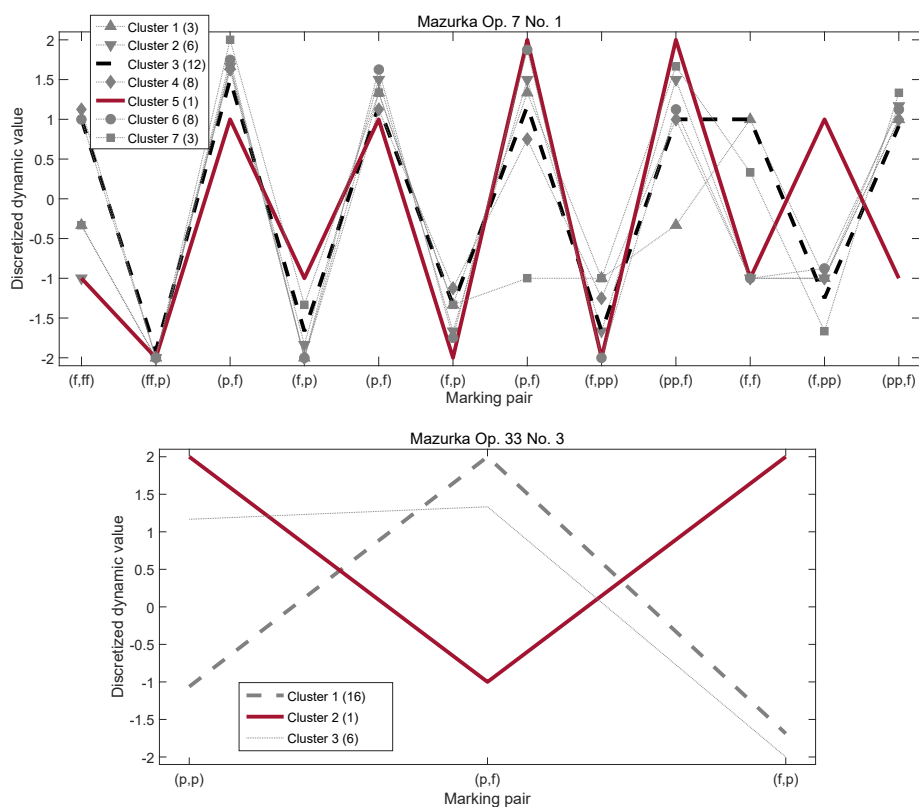 Mazurka Op. 7 No. 1
Cluster 1 (3)
Cluster 2 (6)
Cluster 3 (12)
Cluster 4 (8)
Cluster 5 (1)
Cluster 6 (8)
Cluster 7 (3)
Discretized dynamic value
2
1.5
1
0.5
0
-0.5
-1
-1.5
-2
(f,ff) (ff,p) (p,f) (f,p) (p,f) (f,p) (p,f) (f,pp) (pp,f) (f,f) (f,pp) (pp,f)
Marking pair
Mazurka Op. 33 No. 3
Discretized dynamic value
2
1.5
1
0.5
0
-0.5
-1
-1.5
-2
Cluster 1 (16)
Cluster 2 (1)
Cluster 3 (6)
(p,p) (p,f) (f,p)
Marking pair